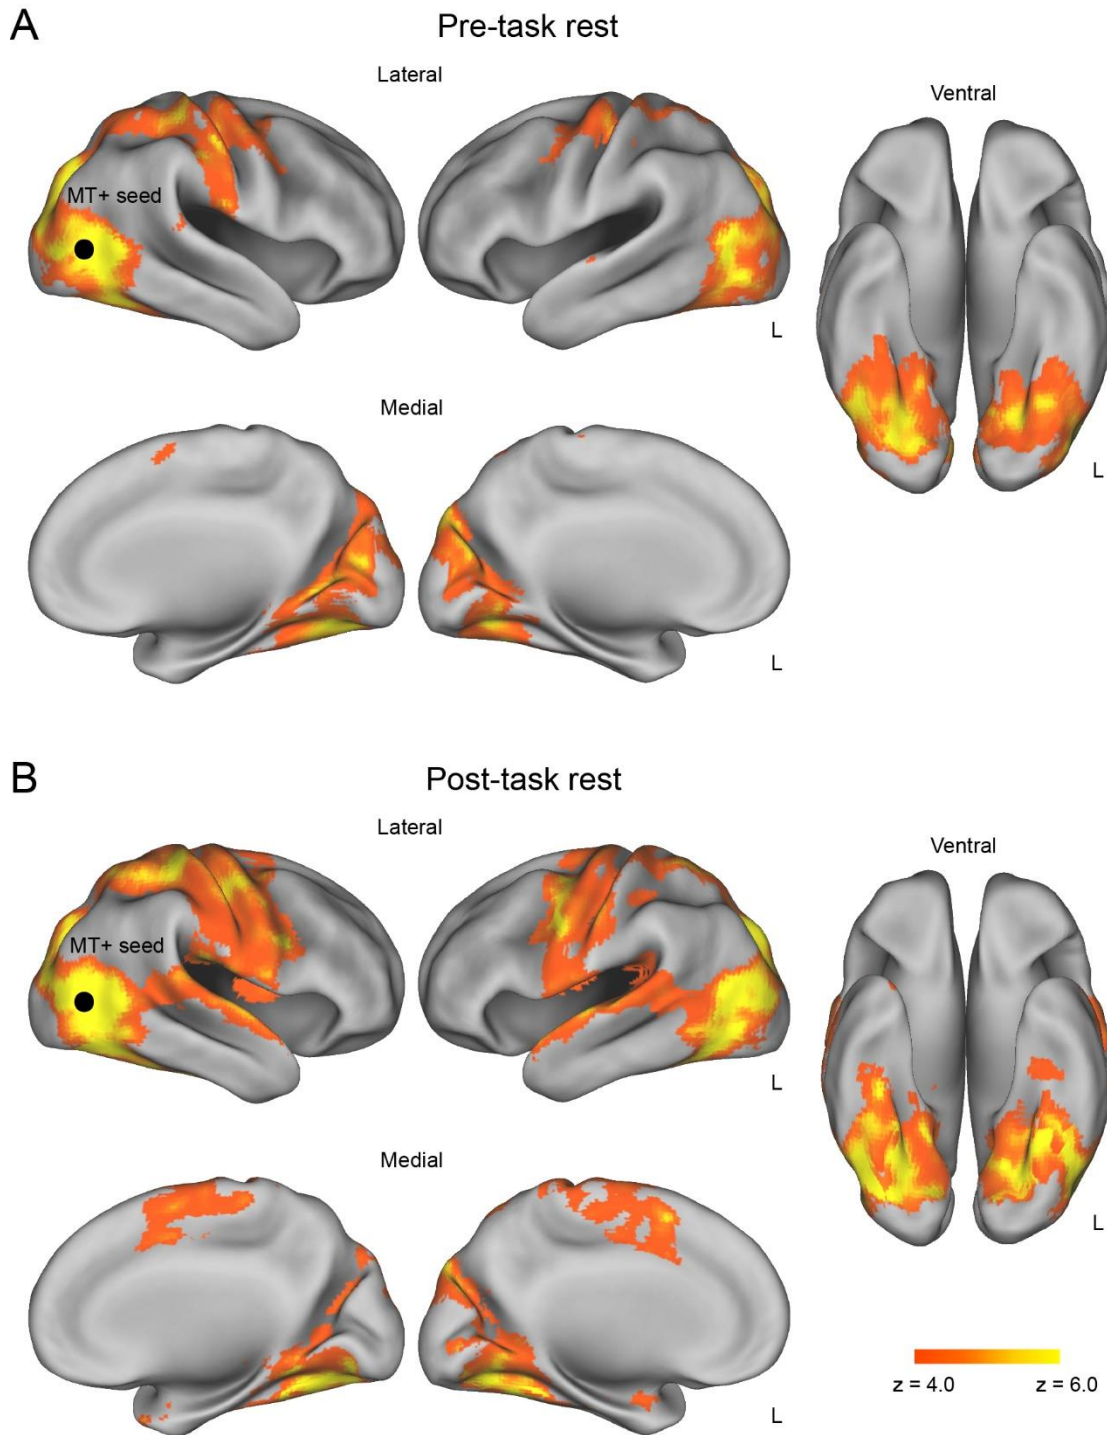 A
Pre-task rest
Lateral
Ventral
MT+ seed
L
Medial
L
L
B
Post-task rest
Lateral
Ventral
MT+ seed
L
Medial
L
z = 4.0 z = 6.0
L